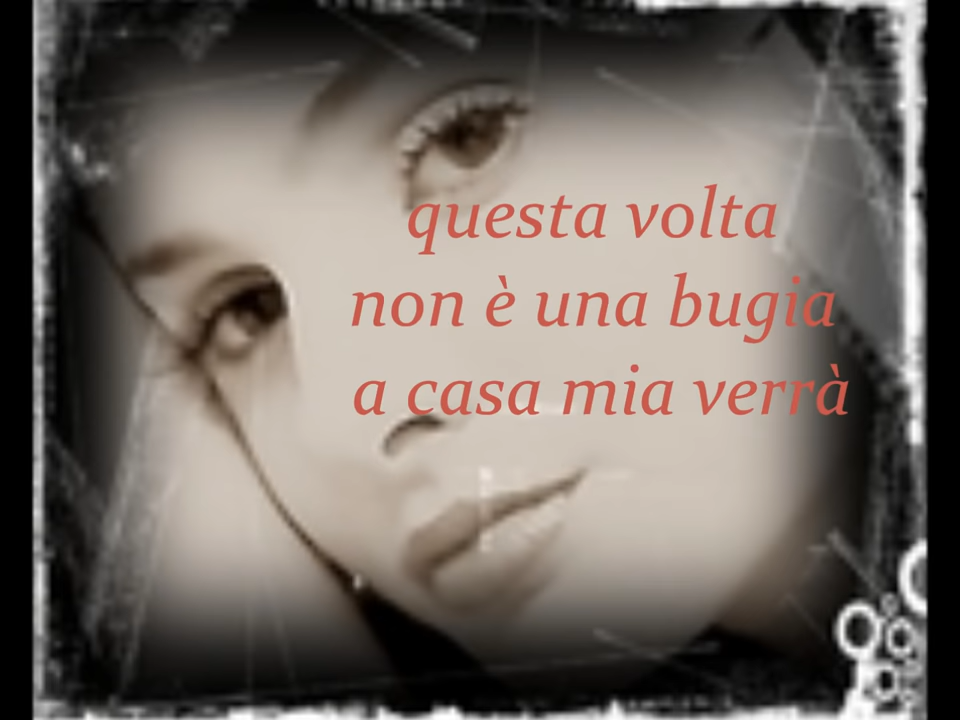 questa volta
non è una bugia
a casa mia verrà